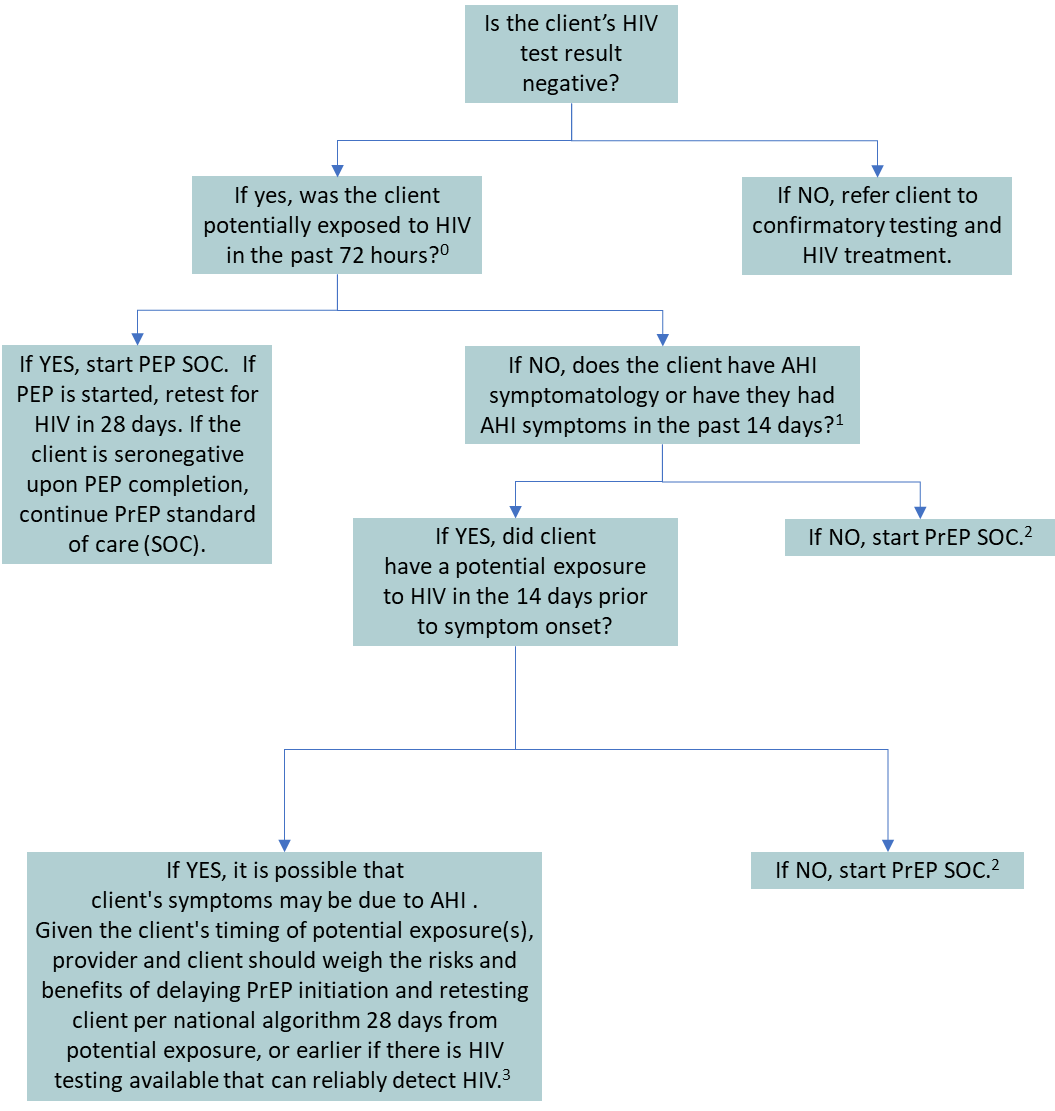 Is the client’s HIV
test result
negative?
If yes, was the client
potentially exposed to HIV
in the past 72 hours?⁰
If NO, refer client to
confirmatory testing and
HIV treatment.
If YES, start PEP SOC.  If
PEP is started, retest for
HIV in 28 days. If the
client is seronegative
upon PEP completion,
continue PrEP standard
of care (SOC).
If NO, does the client have AHI
symptomatology or have they had
AHI symptoms in the past 14 days?¹
If YES, did client
have a potential exposure
to HIV in the 14 days prior
to symptom onset?
If NO, start PrEP SOC.²
If YES, it is possible that
client's symptoms may be due to AHI .
Given the client's timing of potential exposure(s),
provider and client should weigh the risks and
benefits of delaying PrEP initiation and retesting
client per national algorithm 28 days from
potential exposure, or earlier if there is HIV
testing available that can reliably detect HIV.³
If NO, start PrEP SOC.²